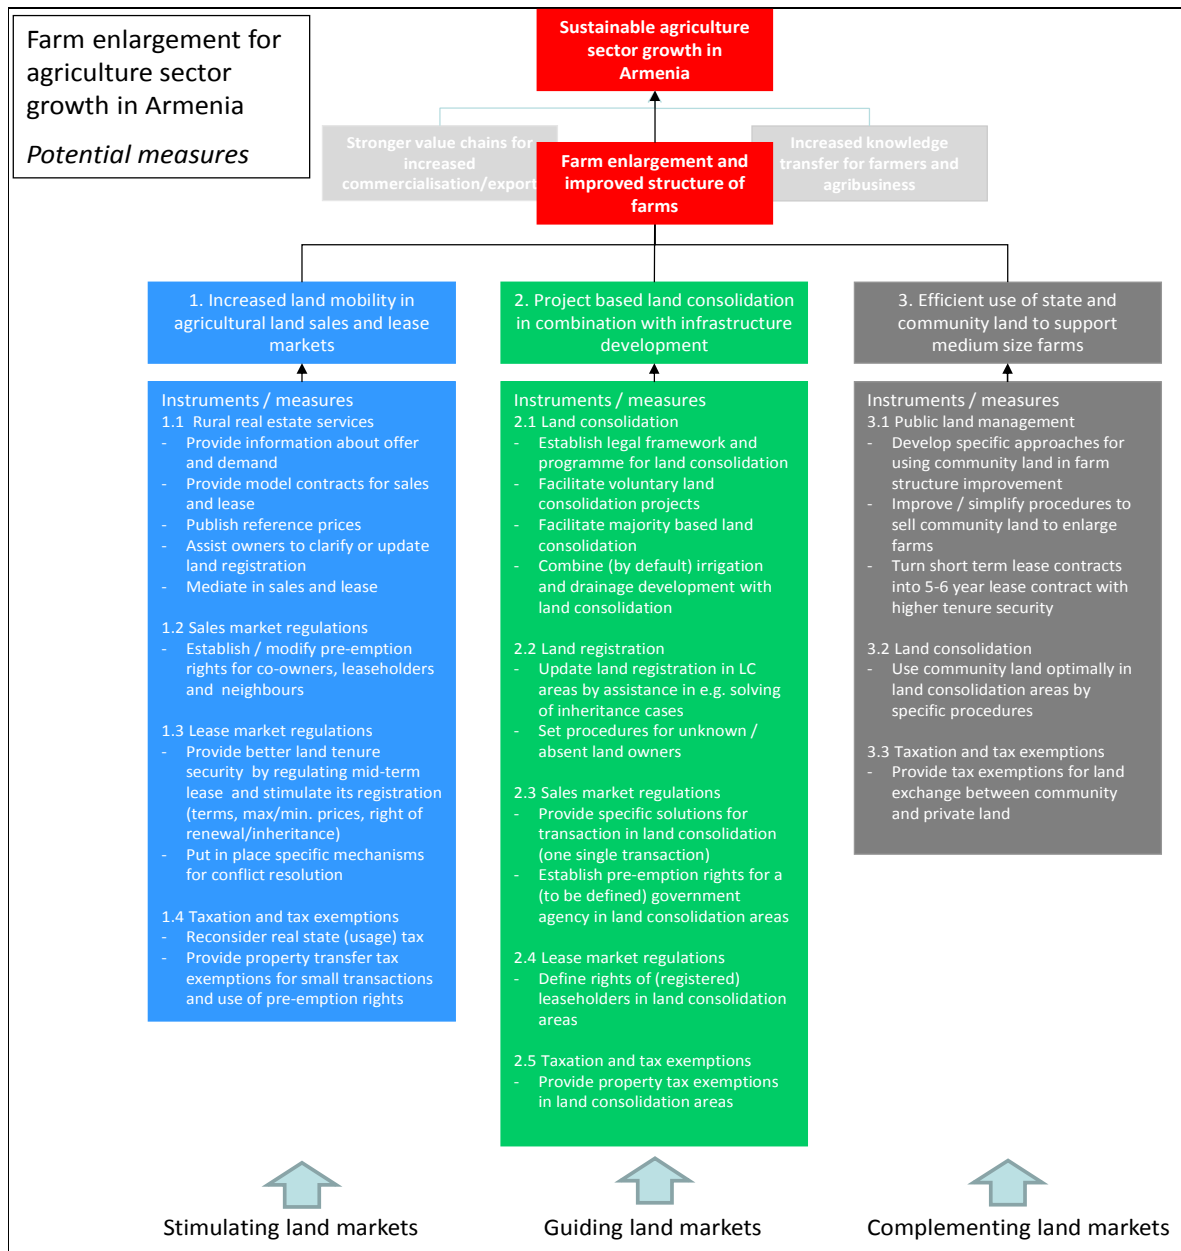 Farm enlargement for
agriculture sector
growth in Armenia
Potential measures
Sustainable agriculture
sector growth in
Armenia
Stronger value chains for
increased
commercialisation/export
Farm enlargement and
improved structure of
farms
Increased knowledge
transfer for farmers and
agribusiness
1. Increased land mobility in
agricultural land sales and lease
markets
Instruments / measures
1.1 Rural real estate services
- Provide information about offer
and demand
- Provide model contracts for sales
and lease
- Publish reference prices
- Assist owners to clarify or update
land registration
- Mediate in sales and lease
1.2 Sales market regulations
- Establish / modify pre-emption
rights for co-owners, leaseholders
and neighbours
1.3 Lease market regulations
- Provide better land tenure
security by regulating mid-term
lease and stimulate its registration
(terms, max/min. prices, right of
renewal/inheritance)
- Put in place specific mechanisms
for conflict resolution
1.4 Taxation and tax exemptions
- Reconsider real state (usage) tax
- Provide property transfer tax
exemptions for small transactions
and use of pre-emption rights
Stimulating land markets
2. Project based land consolidation
in combination with infrastructure
development
Instruments / measures
2.1 Land consolidation
- Establish legal framework and
programme for land consolidation
- Facilitate voluntary land
consolidation projects
- Facilitate majority based land
consolidation
- Combine (by default) irrigation
and drainage development with
land consolidation
2.2 Land registration
- Update land registration in LC
areas by assistance in e.g. solving
of inheritance cases
- Set procedures for unknown /
absent land owners
2.3 Sales market regulations
- Provide specific solutions for
transaction in land consolidation
(one single transaction)
- Establish pre-emption rights for a
(to be defined) government
agency in land consolidation areas
2.4 Lease market regulations
- Define rights of (registered)
leaseholders in land consolidation
areas
2.5 Taxation and tax exemptions
- Provide property tax exemptions
in land consolidation areas
Guiding land markets
3. Efficient use of state and
community land to support
medium size farms
Instruments / measures
3.1 Public land management
- Develop specific approaches for
using community land in farm
structure improvement
- Improve / simplify procedures to
sell community land to enlarge
farms
- Turn short term lease contracts
into 5-6 year lease contract with
higher tenure security
3.2 Land consolidation
- Use community land optimally in
land consolidation areas by
specific procedures
3.3 Taxation and tax exemptions
- Provide tax exemptions for land
exchange between community
and private land
Complementing land markets